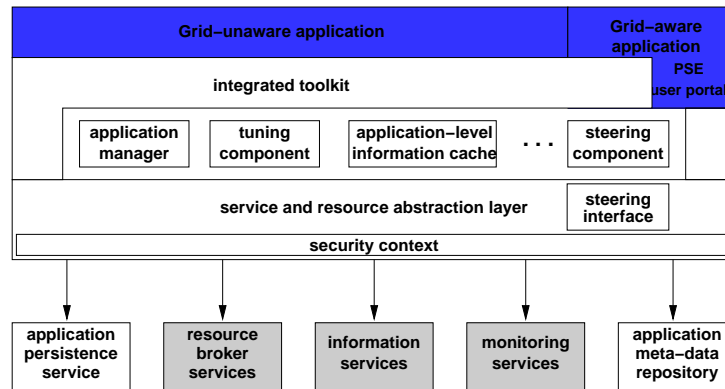 Grid−unaware application
Grid−aware
application
PSE
user portal
integrated toolkit
application
manager
tuning
component
application−level
information cache
. . .
steering
component
service and resource abstraction layer
steering
interface
security context
application
persistence
service
resource
broker
services
information
services
monitoring
services
application
meta−data
repository